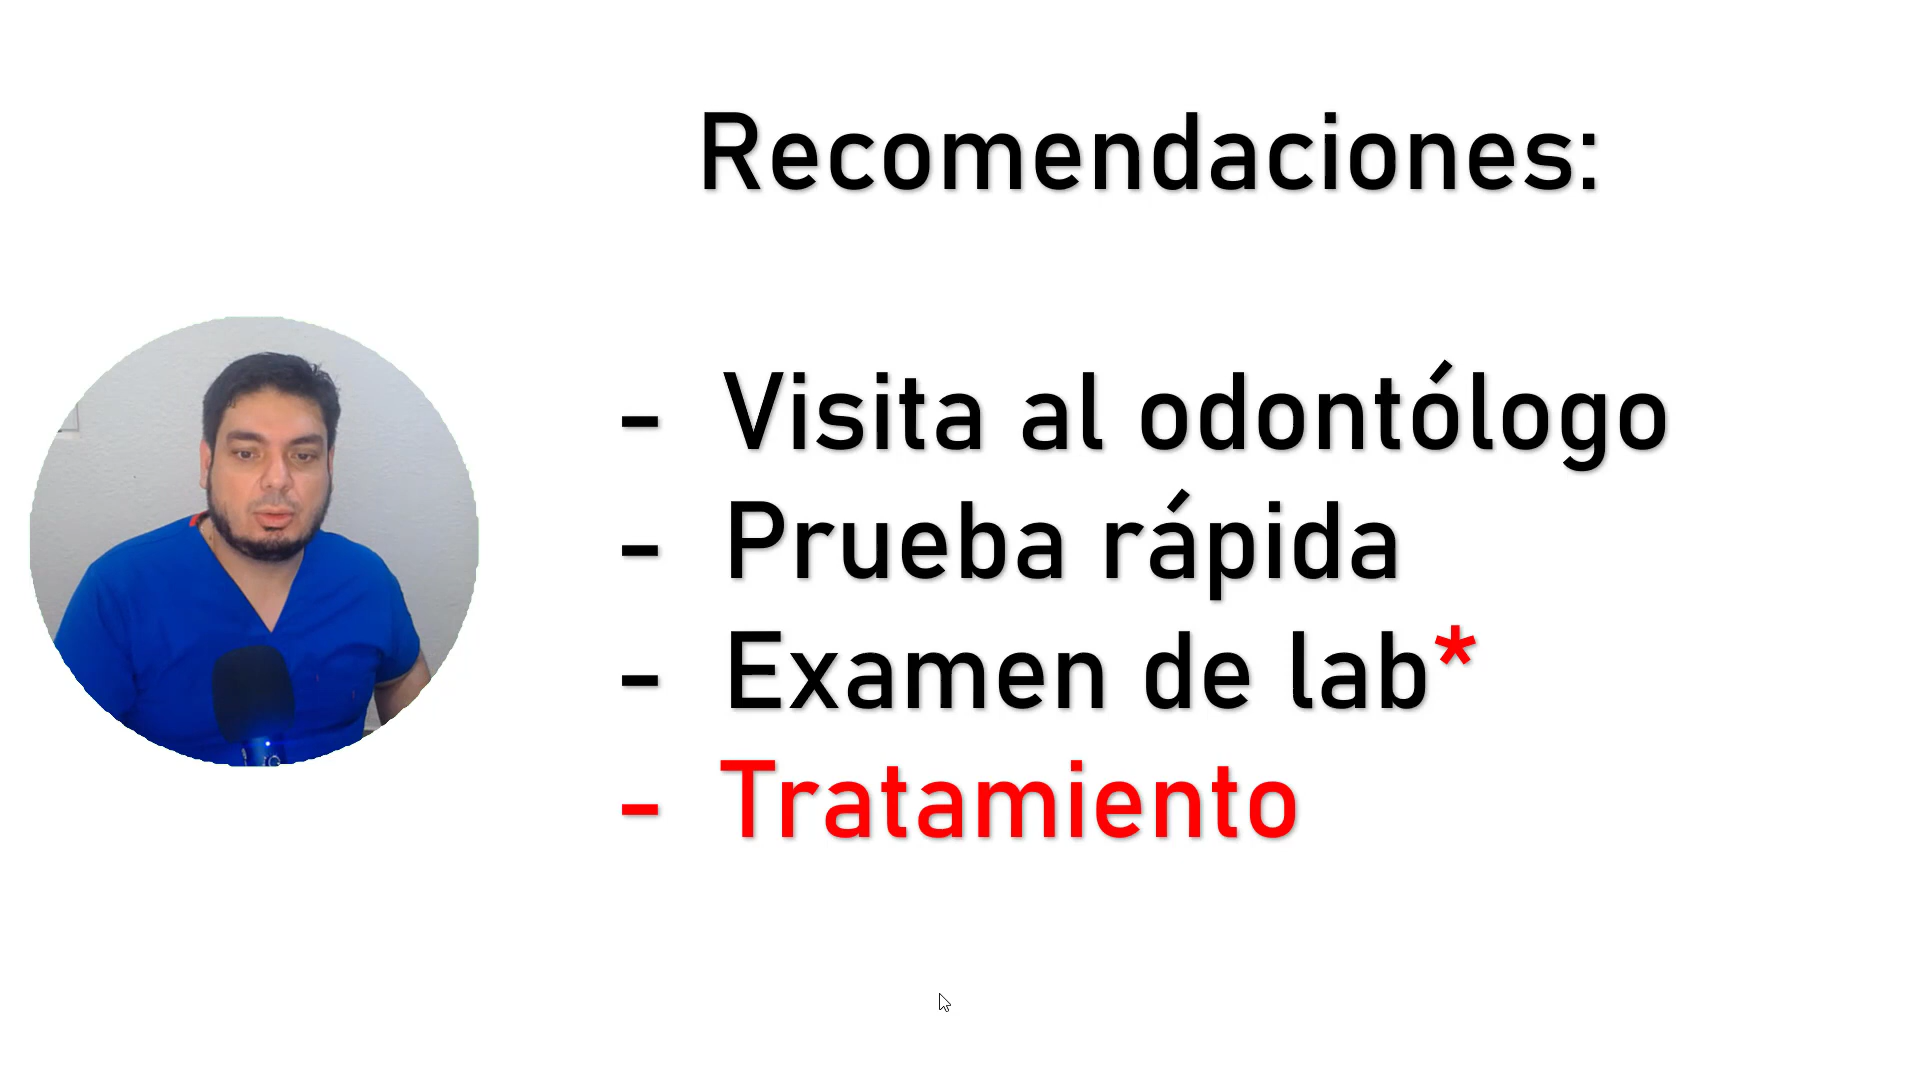 Recomendaciones:
- Visita al odontólogo
- Prueba rápida
- Examen de lab*
- Tratamiento